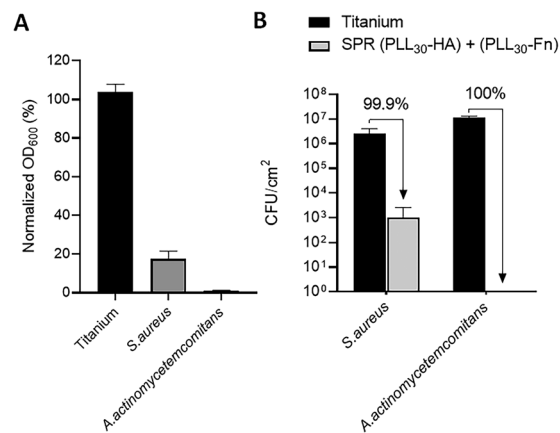 A
Normalized OD600 (%)
120
100
80
60
40
20
0
Titanium
S.aureus
A.actinomycetemcomitans
B
Titanium
SPR (PLL30-HA) + (PLL30-Fn)
CFU/cm²
10⁸
10⁷
10⁶
10⁵
10⁴
10³
10²
10¹
10⁰
99.9%
100%
S.aureus
A.actinomycetemcomitans